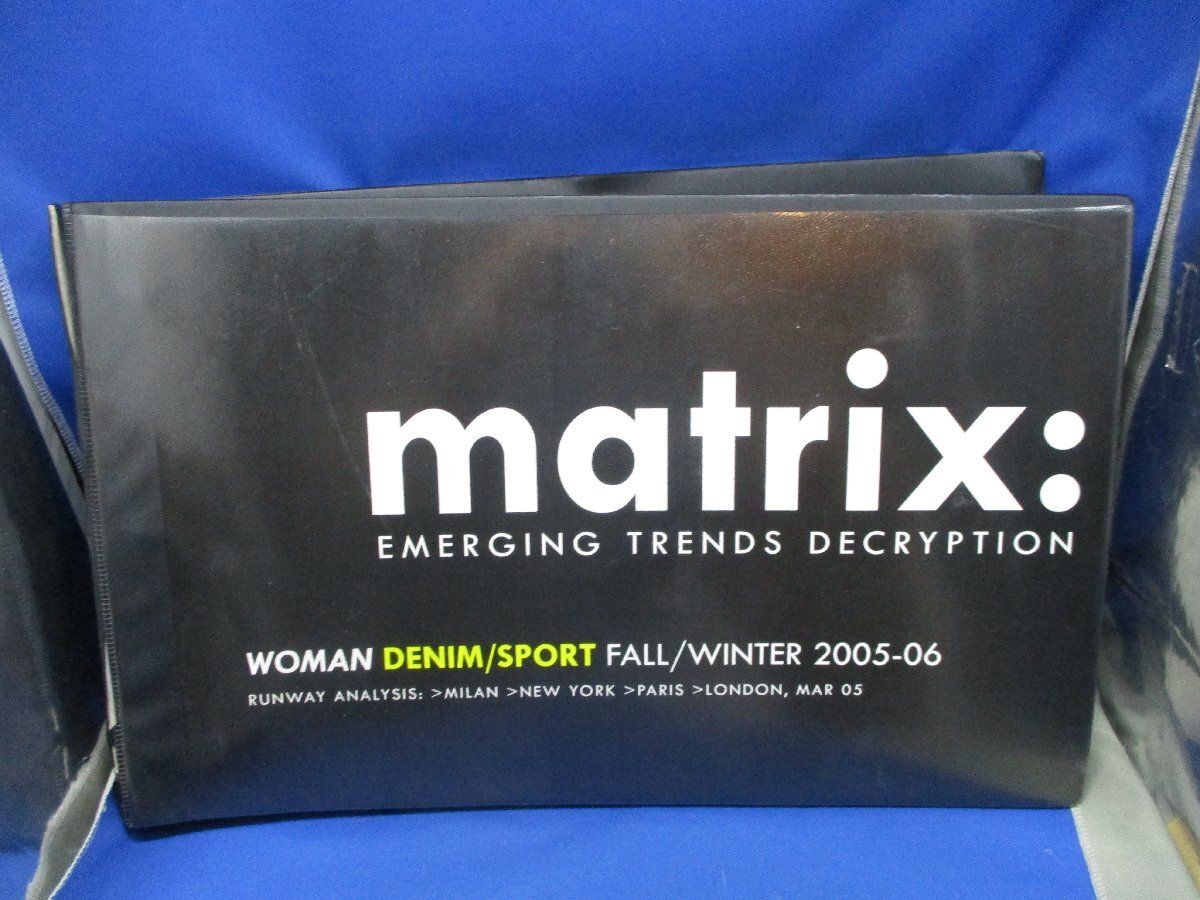 matrix:
EMERGING TRENDS DECRYPTION
WOMAN DENIM/SPORT FALL/WINTER 2005-06
RUNWAY ANALYSIS: >MILAN >NEW YORK >PARIS >LONDON, MAR 05